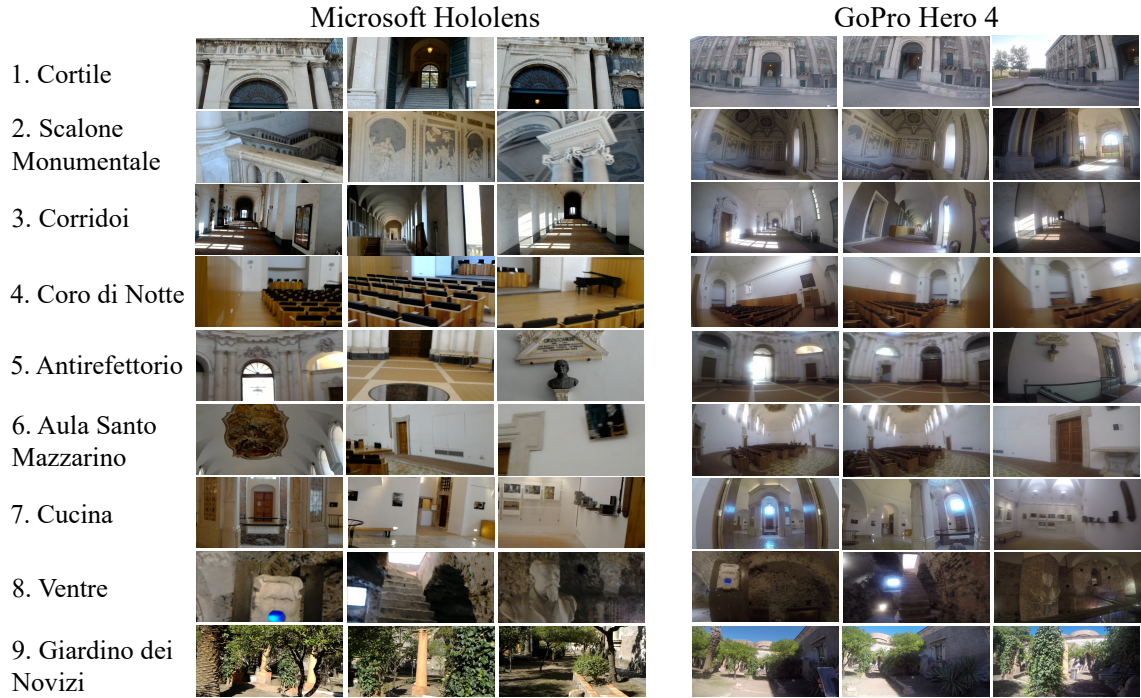 Microsoft Hololens
GoPro Hero 4
1. Cortile
2. Scalone
Monumentale
3. Corridoi
4. Coro di Notte
5. Antirefettorio
6. Aula Santo
Mazzarino
7. Cucina
8. Ventre
9. Giardino dei
Novizi